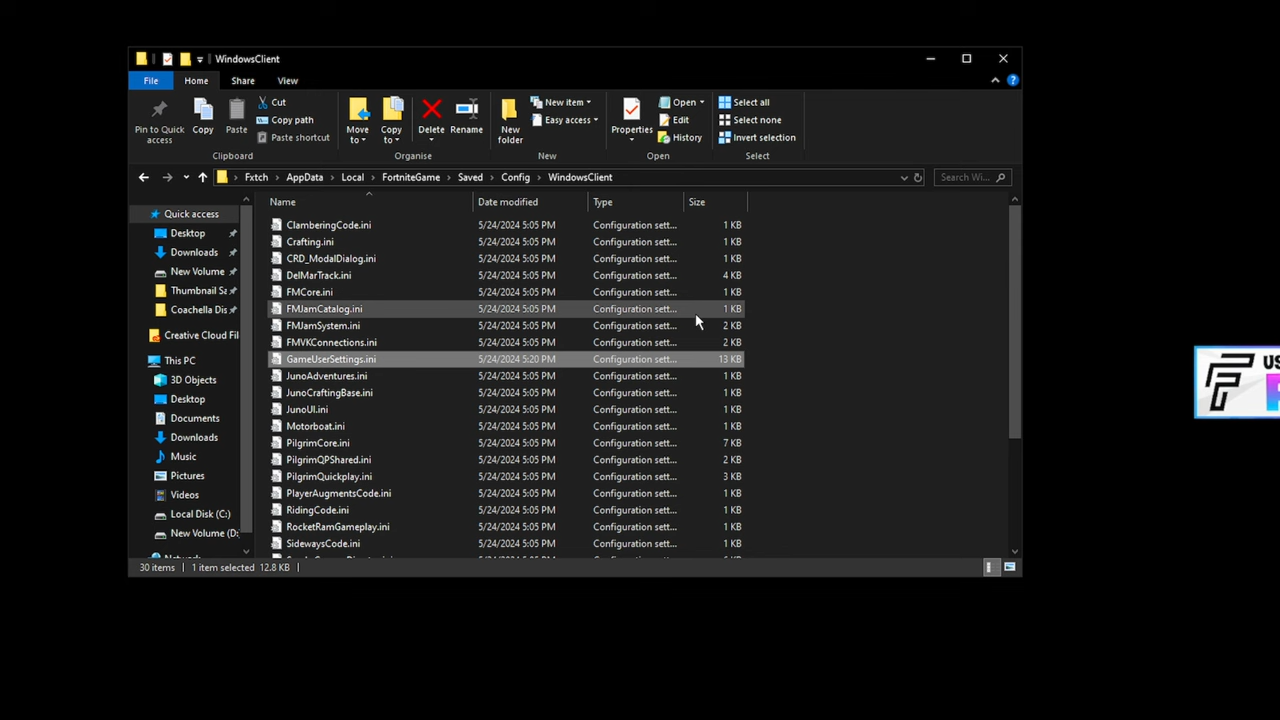 WindowsClient
File Home Share View
Pin to Quick access
Copy
Paste
Cut
Copy path
Paste shortcut
Clipboard
Move to
Copy to
Delete
Rename
Organise
New folder
New item
Easy access
New
Properties
Open
Edit
History
Open
Select all
Select none
Invert selection
Select
Fxtch > AppData > Local > FortniteGame > Saved > Config > WindowsClient
Search Wi...
Quick access
Desktop
Downloads
New Volume
Thumbnail Sa
Coachella Dis
Creative Cloud Fil
This PC
3D Objects
Desktop
Documents
Downloads
Music
Pictures
Videos
Local Disk (C:)
New Volume (D:
Network
Name Date modified Type Size
ClamberingCode.ini 5/24/2024 5:05 PM Configuration sett... 1 KB
Crafting.ini 5/24/2024 5:05 PM Configuration sett... 1 KB
CRD_ModalDialog.ini 5/24/2024 5:05 PM Configuration sett... 1 KB
DelMarTrack.ini 5/24/2024 5:05 PM Configuration sett... 4 KB
FMCore.ini 5/24/2024 5:05 PM Configuration sett... 1 KB
FMJamCatalog.ini 5/24/2024 5:05 PM Configuration sett... 1 KB
FMJamSystem.ini 5/24/2024 5:05 PM Configuration sett... 2 KB
FMVKConnections.ini 5/24/2024 5:05 PM Configuration sett... 2 KB
GameUserSettings.ini 5/24/2024 5:20 PM Configuration sett... 13 KB
JunoAdventures.ini 5/24/2024 5:05 PM Configuration sett... 1 KB
JunoCraftingBase.ini 5/24/2024 5:05 PM Configuration sett... 1 KB
JunoUI.ini 5/24/2024 5:05 PM Configuration sett... 1 KB
Motorboat.ini 5/24/2024 5:05 PM Configuration sett... 1 KB
PilgrimCore.ini 5/24/2024 5:05 PM Configuration sett... 7 KB
PilgrimQPShared.ini 5/24/2024 5:05 PM Configuration sett... 2 KB
PilgrimQuickplay.ini 5/24/2024 5:05 PM Configuration sett... 3 KB
PlayerAugmentsCode.ini 5/24/2024 5:05 PM Configuration sett... 1 KB
RidingCode.ini 5/24/2024 5:05 PM Configuration sett... 1 KB
RocketRamGameplay.ini 5/24/2024 5:05 PM Configuration sett... 1 KB
SidewaysCode.ini 5/24/2024 5:05 PM Configuration sett... 1 KB
30 items 1 item selected 12.8 KB
US